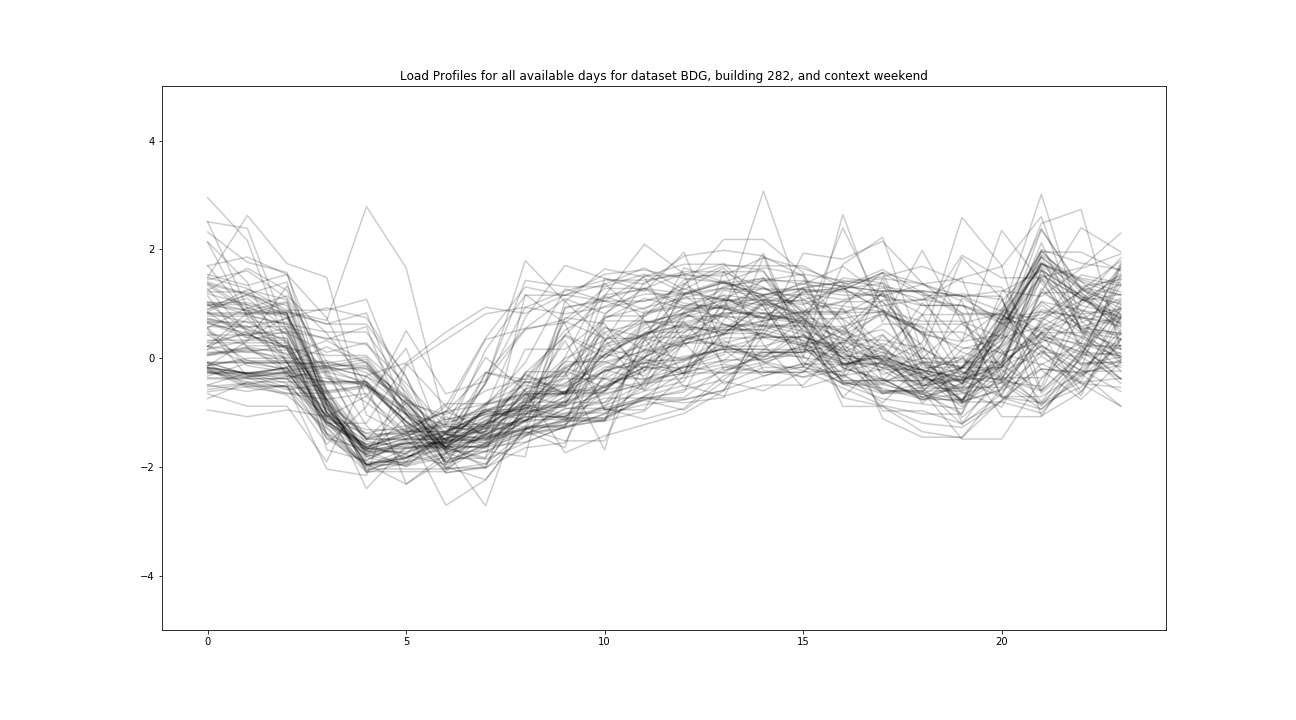 Load Profiles for all available days for dataset BDG, building 282, and context weekend
4
2
0
−2
−4
0 5 10 15 20